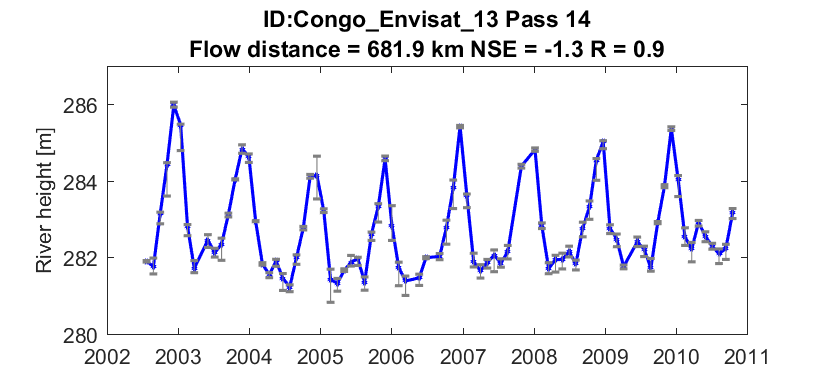 ID:Congo_Envisat_13 Pass 14
Flow distance = 681.9 km NSE = -1.3 R = 0.9
River height [m]
286
284
282
280
2002 2003 2004 2005 2006 2007 2008 2009 2010 2011